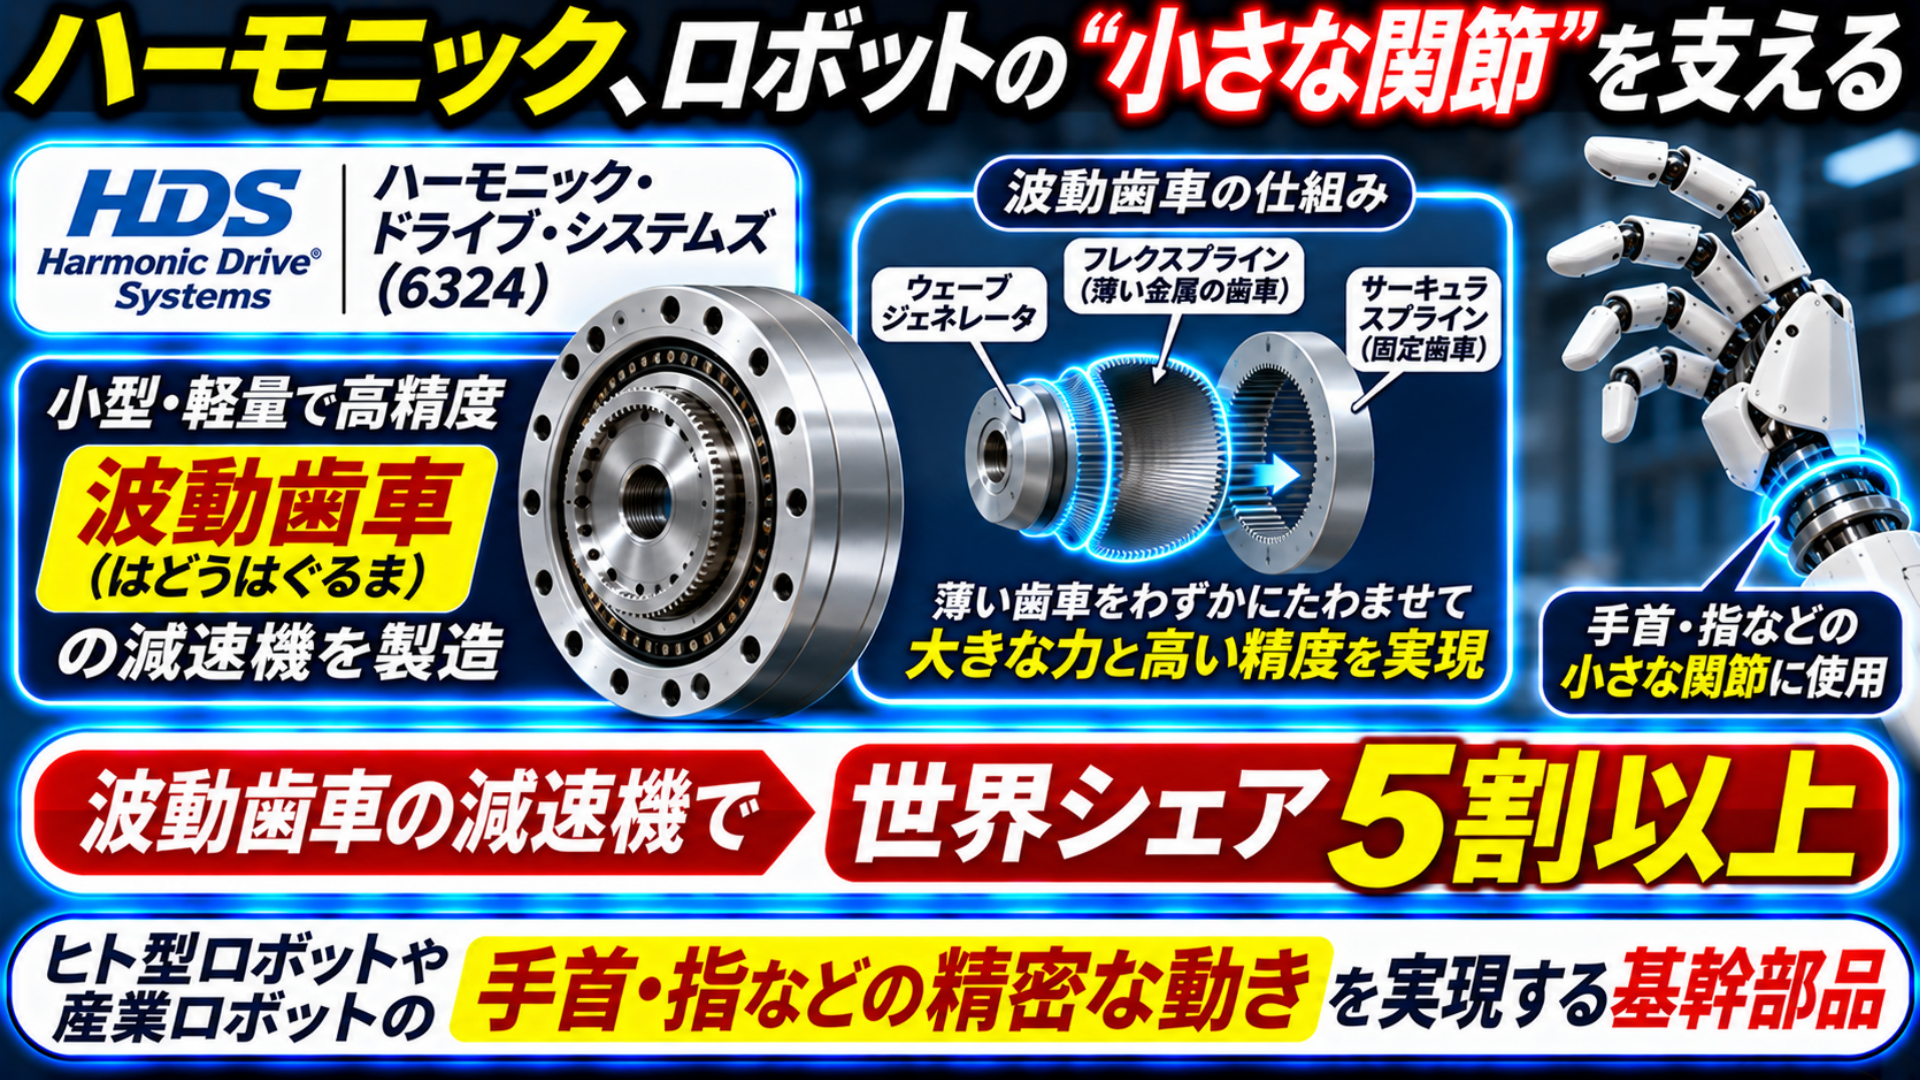 ハーモニック、ロボットの“小さな関節”を支える
HDS
Harmonic Drive®
Systems
ハーモニック・
ドライブ・システムズ
(6324)
小型・軽量で高精度
波動歯車
(はどうはぐるま)
の減速機を製造
波動歯車の仕組み
ウェーブ
ジェネレータ
フレクスプライン
(薄い金属の歯車)
サーキュラ
スプライン
(固定歯車)
薄い歯車をわずかにたわませて
大きな力と高い精度を実現
手首・指などの
小さな関節に使用
波動歯車の減速機で
世界シェア5割以上
ヒト型ロボットや
産業ロボットの
手首・指などの精密な動きを実現する基幹部品